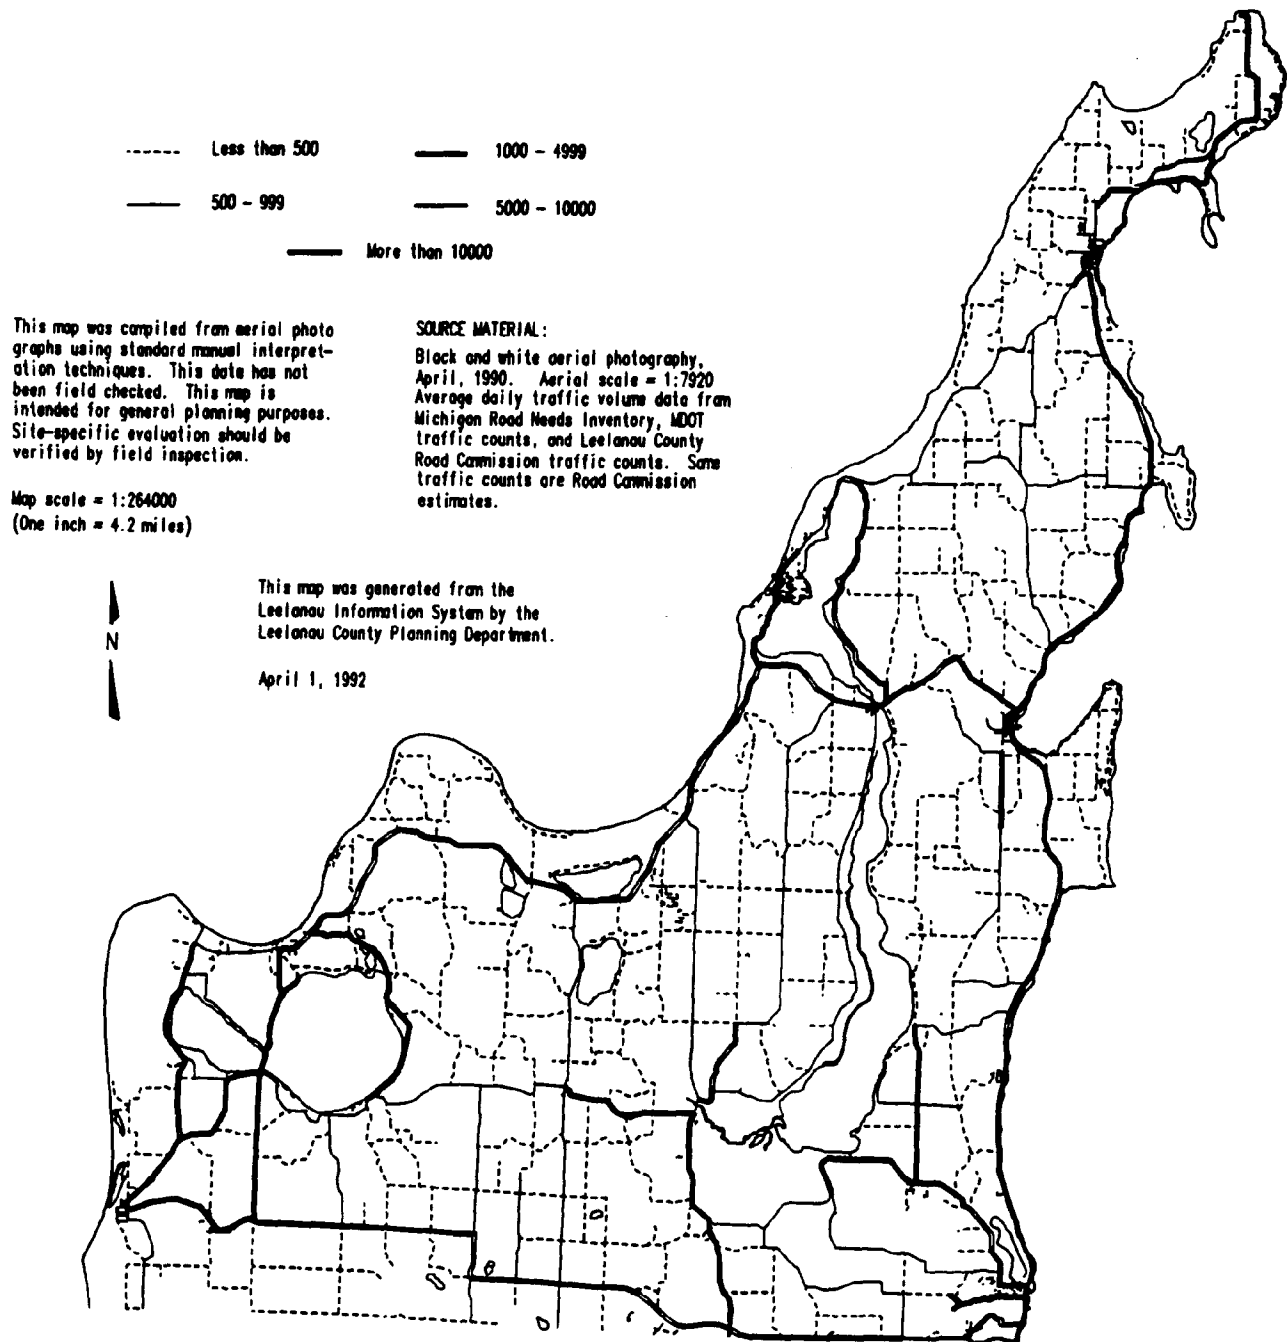 Less than 500
1000 - 4999
500 - 999
5000 - 10000
More than 10000
This map was compiled from aerial photo
graphs using standard manual interpret-
ation techniques. This date has not
been field checked. This map is
intended for general planning purposes.
Site-specific evaluation should be
verified by field inspection.
Map scale = 1:264000
(One inch = 4.2 miles)
SOURCE MATERIAL:
Black and white aerial photography,
April, 1990. Aerial scale = 1:7920
Average daily traffic volume data from
Michigan Road Needs Inventory, MDOT
traffic counts, and Leelanau County
Road Commission traffic counts. Some
traffic counts are Road Commission
estimates.
N
This map was generated from the
Leelanau Information System by the
Leelanau County Planning Department.
April 1, 1992